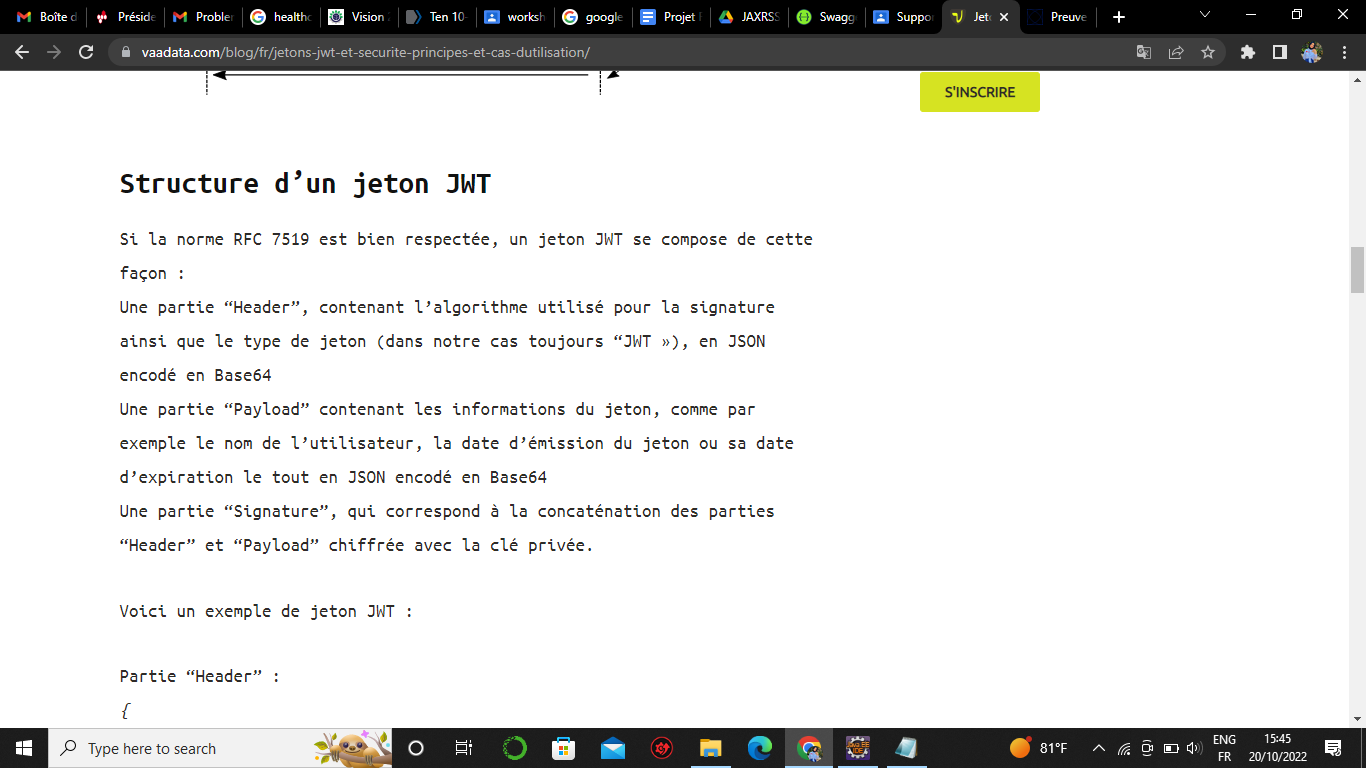 Boîte d
Préside
Probler
healthc
Vision 2
Ten 10-
worksh
google
Projet F
JAXRSS
Swagg
Suppo
Jet
Preuve
vaadata.com/blog/fr/jetons-jwt-et-securite-principes-et-cas-dutilisation/
S'INSCRIRE
Structure d’un jeton JWT
Si la norme RFC 7519 est bien respectée, un jeton JWT se compose de cette
façon :
Une partie “Header”, contenant l’algorithme utilisé pour la signature
ainsi que le type de jeton (dans notre cas toujours “JWT »), en JSON
encodé en Base64
Une partie “Payload” contenant les informations du jeton, comme par
exemple le nom de l’utilisateur, la date d’émission du jeton ou sa date
d’expiration le tout en JSON encodé en Base64
Une partie “Signature”, qui correspond à la concaténation des parties
“Header” et “Payload” chiffrée avec la clé privée.
Voici un exemple de jeton JWT :
Partie “Header” :
{
Type here to search
81°F
ENG
FR
15:45
20/10/2022